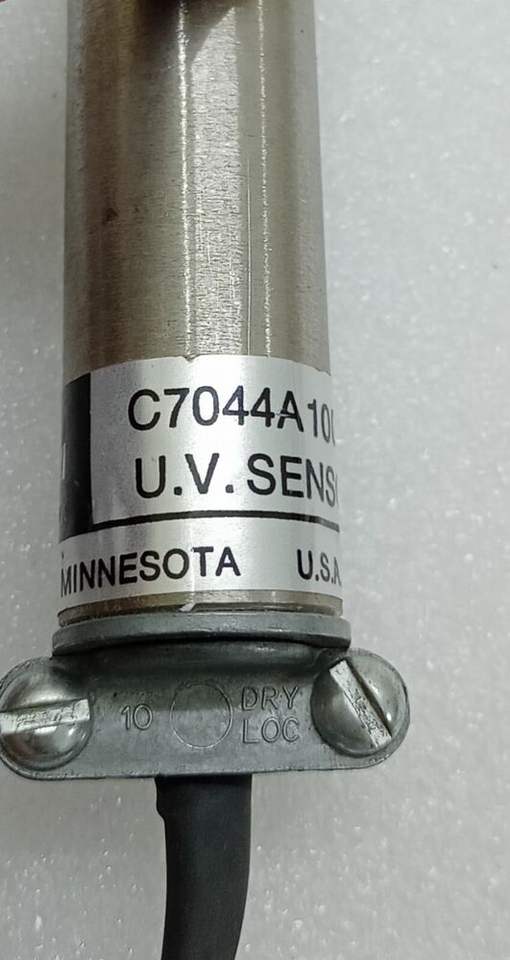 C7044A10
U.V. SENS
MINNESOTA U.S.A
10 DRY
LOC